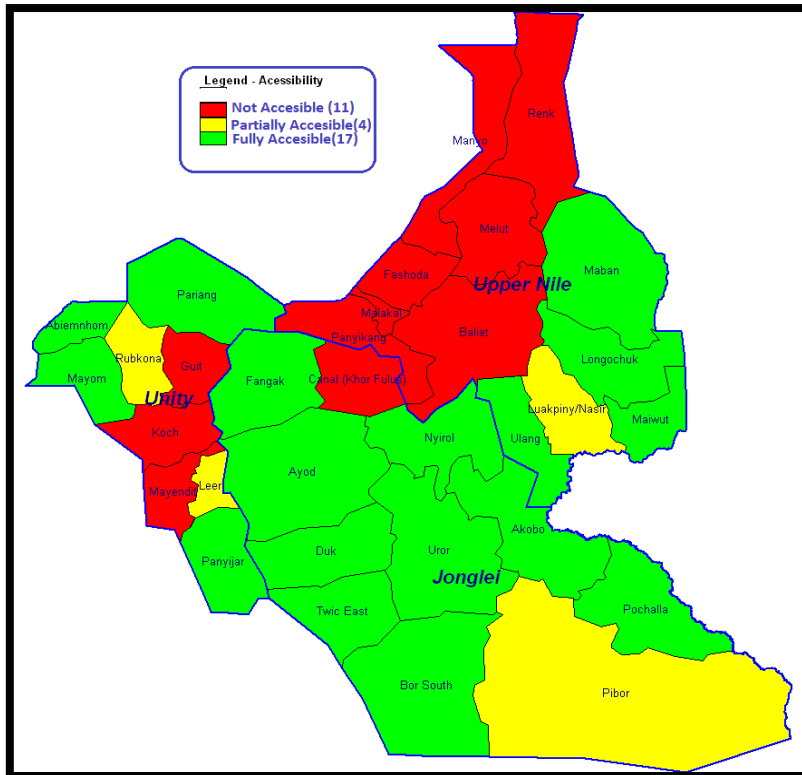 Legend - Acessibility
Not Accesible (11)
Partially Accesible(4)
Fully Accesible(17)
Renk
Manyo
Melut
Maban
Fashoda
Upper Nile
Pariang
Malakal
Abiemnhom
Panyikang
Baliet
Rubkona
Guit
Longochuk
Mayom
Fangak
Canal (Khor Fulus)
Unity
Luakpiny/Nasir
Maiwut
Koch
Nyirol
Ulang
Ayod
Leer
Mayendit
Akobo
Panyijar
Duk
Uror
Jonglei
Twic East
Pochalla
Bor South
Pibor